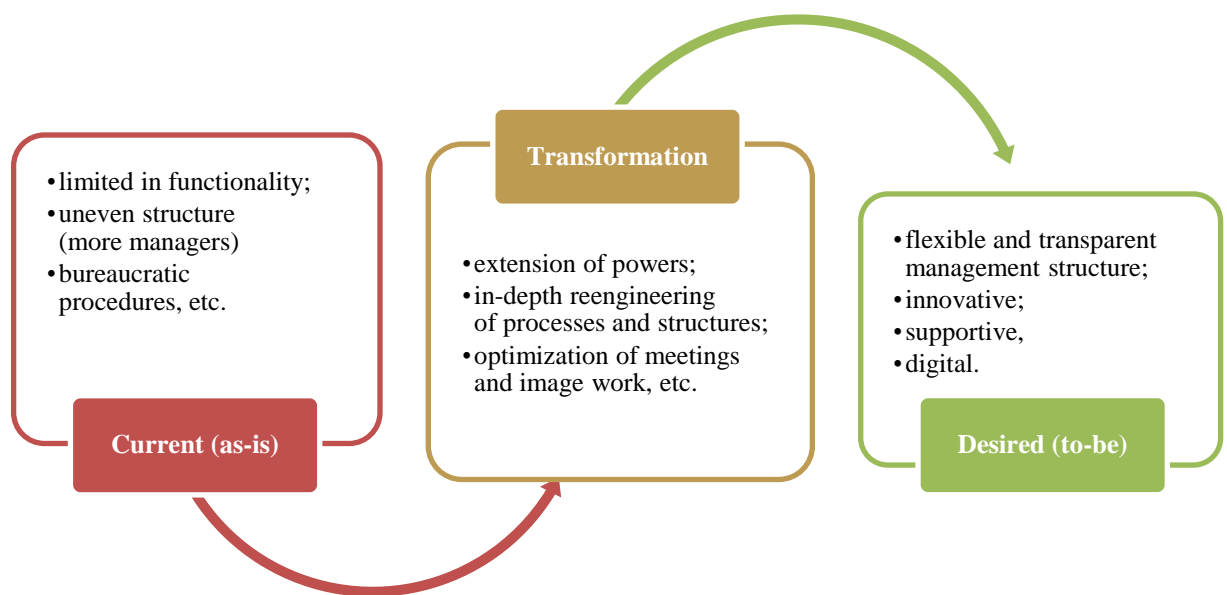 •limited in functionality;
•uneven structure
(more managers)
•bureaucratic
procedures, etc.
Current (as-is)
Transformation
•extension of powers;
•in-depth reengineering
of processes and structures;
•optimization of meetings
and image work, etc.
•flexible and transparent
management structure;
•innovative;
•supportive,
•digital.
Desired (to-be)